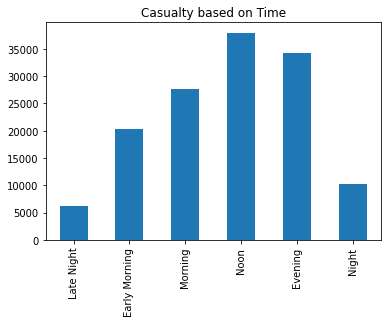 Casualty based on Time
35000
30000
25000
20000
15000
10000
5000
0
Late Night
Early Morning
Morning
Noon
Evening
Night